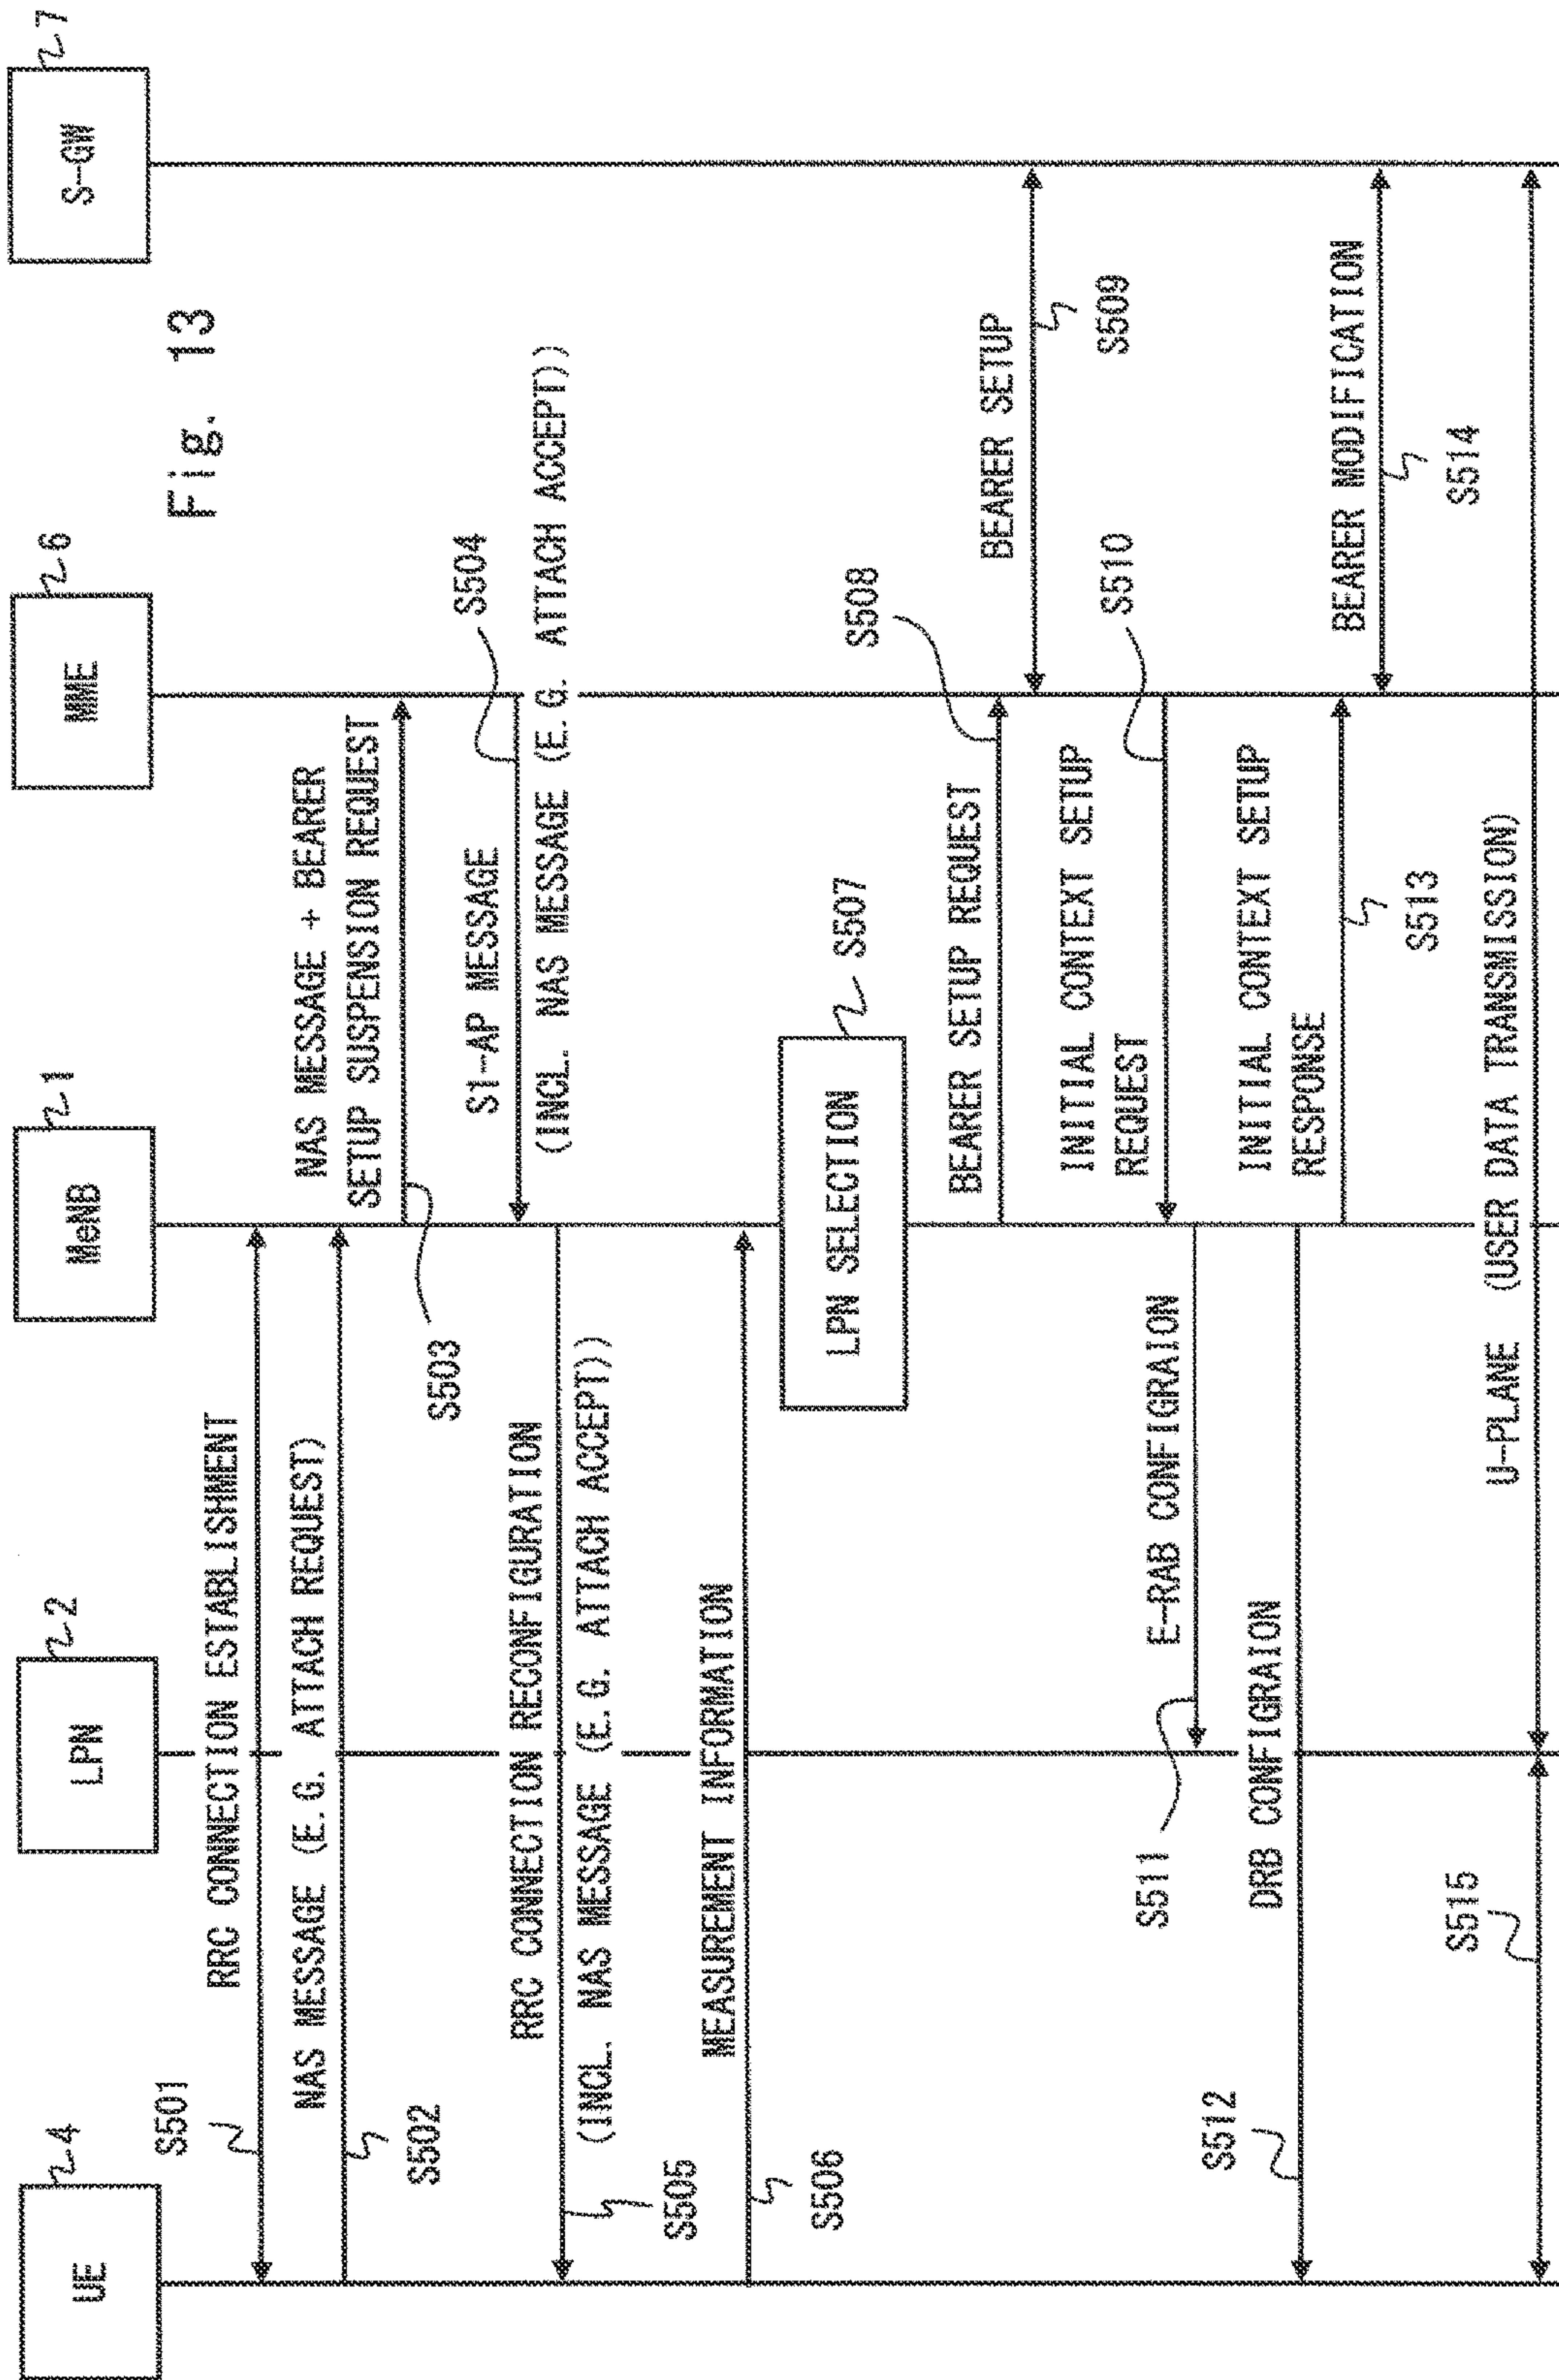 Fig. 13
UE
4
LPN
2
MeNB
1
MME
6
S-GW
7
S501
RRC CONNECTION ESTABLISHMENT
NAS MESSAGE (E.G. ATTACH REQUEST)
S502
NAS MESSAGE + BEARER
SETUP SUSPENSION REQUEST
S503
S504
S1-AP MESSAGE
(INCL. NAS MESSAGE (E.G. ATTACH ACCEPT))
RRC CONNECTION RECONFIGURATION
(INCL. NAS MESSAGE (E.G. ATTACH ACCEPT))
S505
MEASUREMENT INFORMATION
S506
LPN SELECTION
S507
S508
BEARER SETUP REQUEST
BEARER SETUP
S509
S510
INITIAL CONTEXT SETUP
REQUEST
E-RAB CONFIGRAION
S511
DRB CONFIGRAION
S512
INITIAL CONTEXT SETUP
RESPONSE
S513
BEARER MODIFICATION
S514
U-PLANE (USER DATA TRANSMISSION)
S515